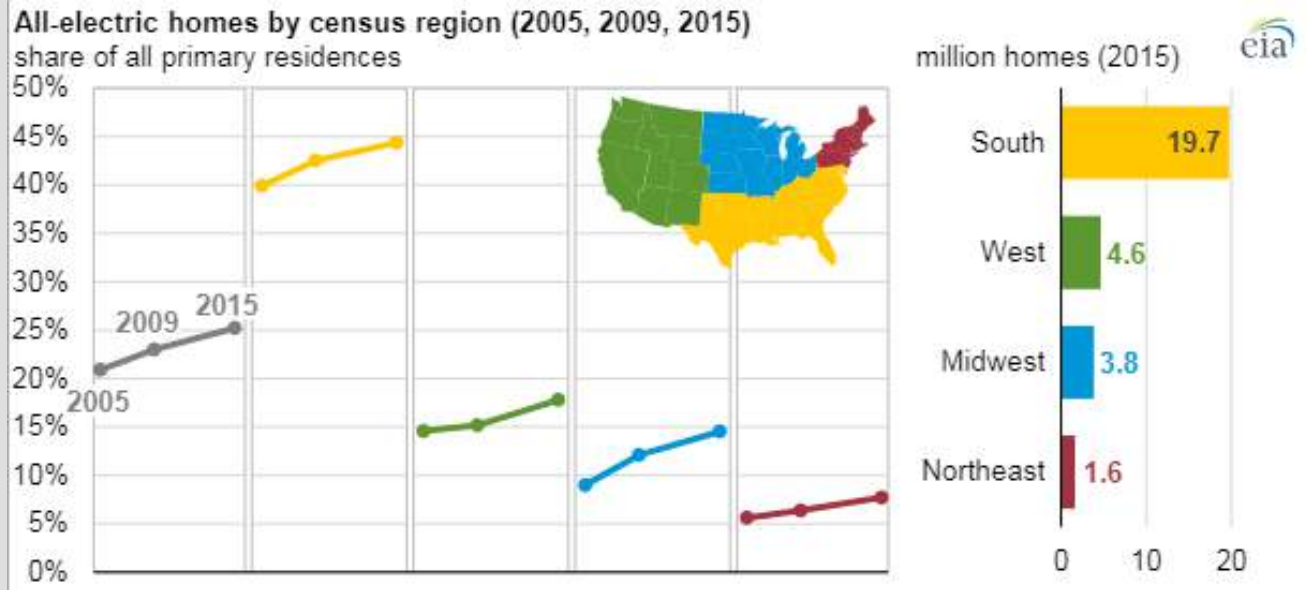 All-electric homes by census region (2005, 2009, 2015)
share of all primary residences
50%
45%
40%
35%
30%
25%
20%
15%
10%
5%
0%
2005
2009
2015
million homes (2015)
eia
South
19.7
West
4.6
Midwest
3.8
Northeast
1.6
0 10 20